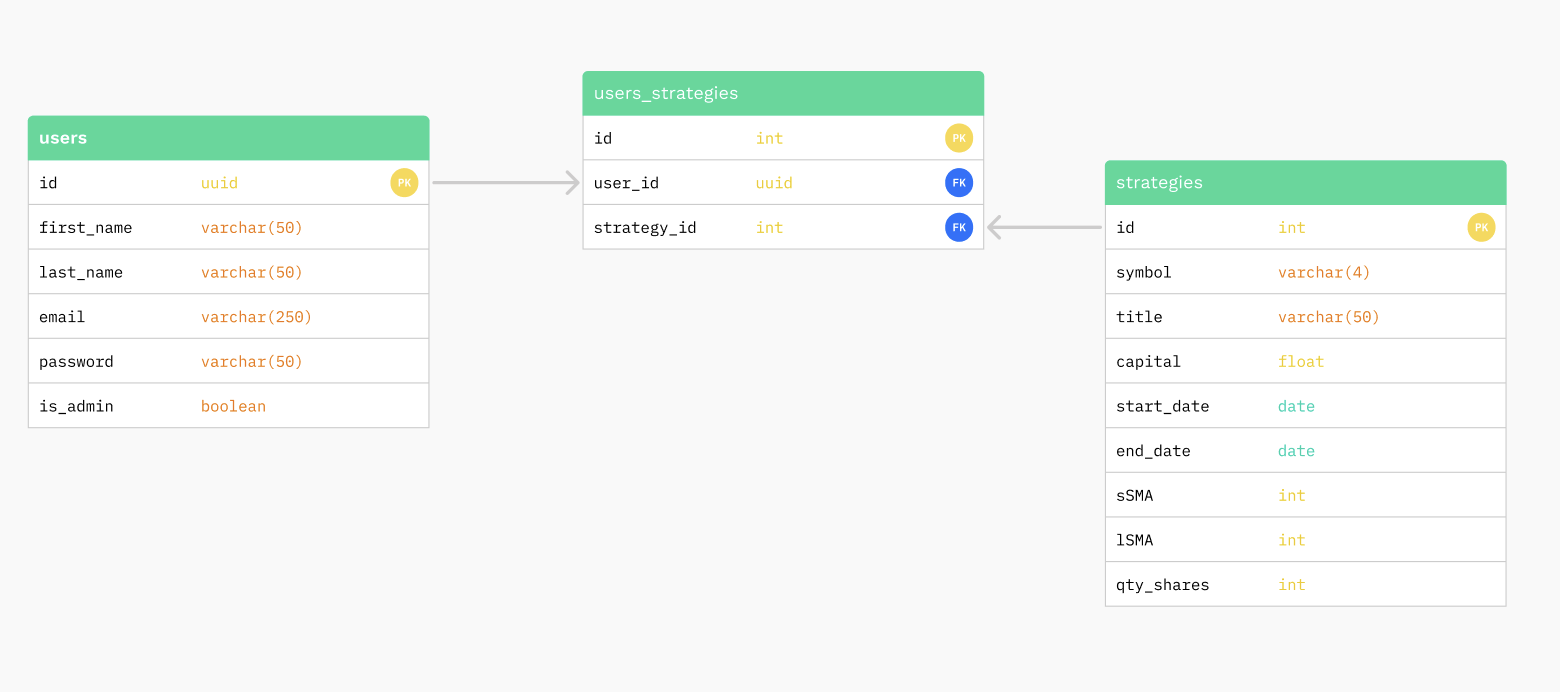 users
id uuid PK
first_name varchar(50)
last_name varchar(50)
email varchar(250)
password varchar(50)
is_admin boolean
users_strategies
id int PK
user_id uuid FK
strategy_id int FK
strategies
id int PK
symbol varchar(4)
title varchar(50)
capital float
start_date date
end_date date
sSMA int
lSMA int
qty_shares int